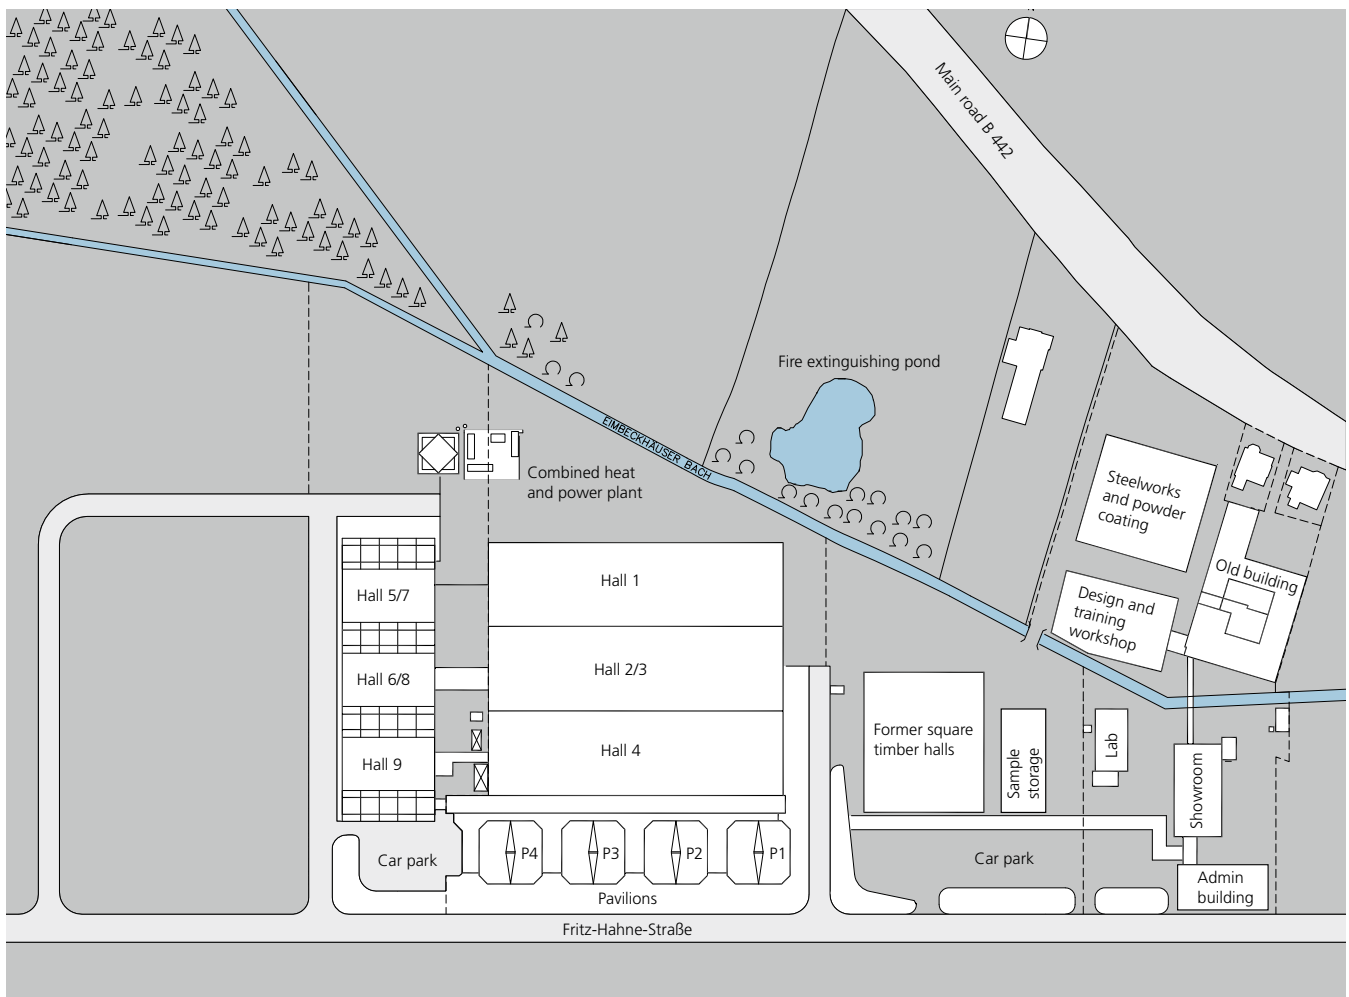 Main road B 442
Fire extinguishing pond
EIMBECKHÄUSER BACH
Combined heat
and power plant
Steelworks
and powder
coating
Old building
Design and
training
workshop
Hall 1
Hall 5/7
Hall 2/3
Hall 6/8
Hall 4
Hall 9
Former square
timber halls
Sample
storage
Lab
Showroom
P4
P3
P2
P1
Car park
Car park
Pavilions
Admin
building
Fritz-Hahne-Straße